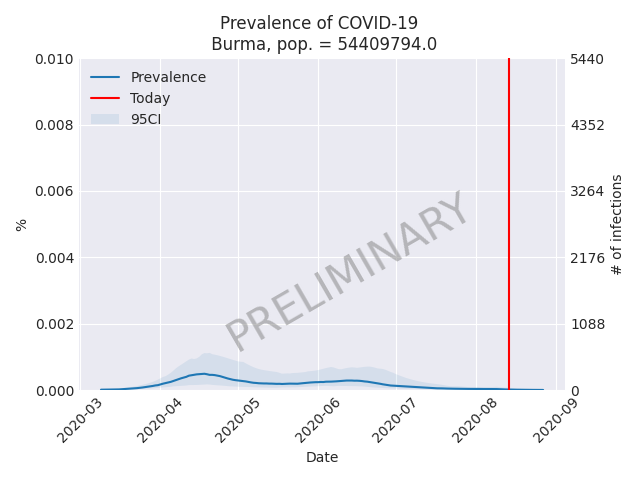 Prevalence of COVID-19
Burma, pop. = 54409794.0
Prevalence
Today
95CI
0.010
0.008
0.006
0.004
0.002
0.000
%
5440
4352
3264
2176
1088
0
# of infections
PRELIMINARY
2020-03
2020-04
2020-05
2020-06
2020-07
2020-08
2020-09
Date